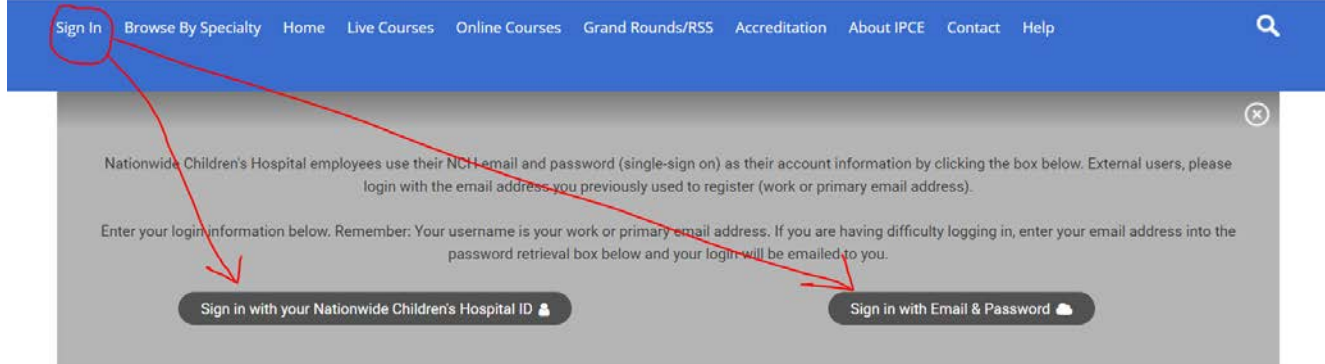 Sign In Browse By Specialty Home Live Courses Online Courses Grand Rounds/RSS Accreditation About IPCE Contact Help
Nationwide Children's Hospital employees use their NCH email and password (single-sign on) as their account information by clicking the box below. External users, please
login with the email address you previously used to register (work or primary email address).
Enter your login information below. Remember: Your username is your work or primary email address. If you are having difficulty logging in, enter your email address into the
password retrieval box below and your login will be emailed to you.
Sign in with your Nationwide Children's Hospital ID
Sign in with Email & Password